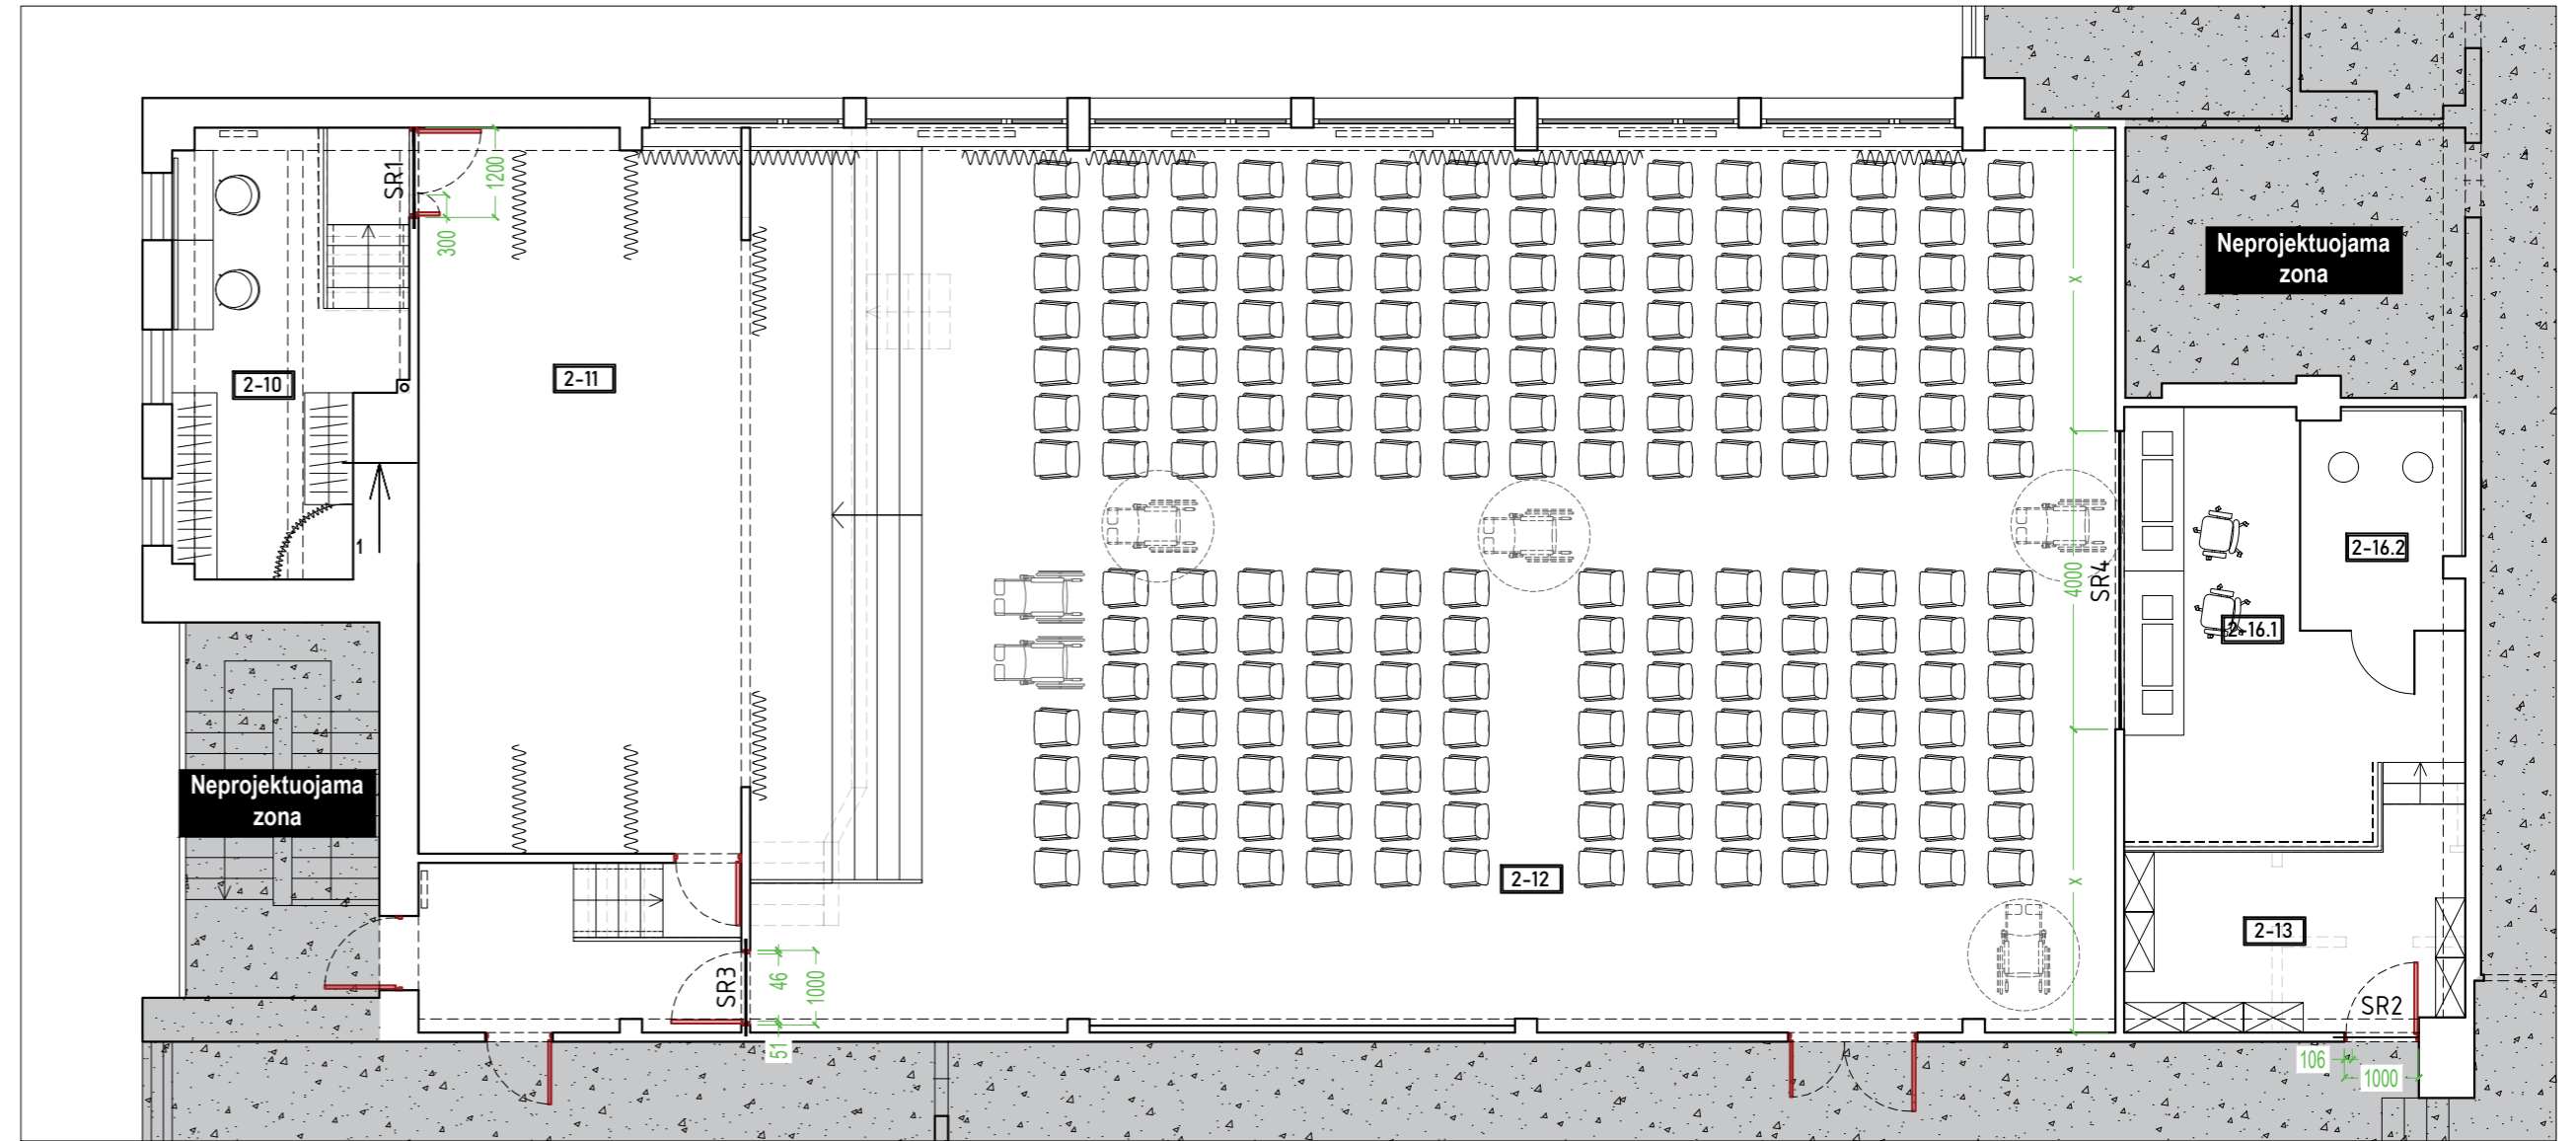 SR1
1200
300
Neprojektuojama
zona
X
2-10
2-11
1
4000
SR4
2-16.2
2-16.1
Neprojektuojama
zona
2-12
X
2-13
SR3
46
1000
51
SR2
106
1000